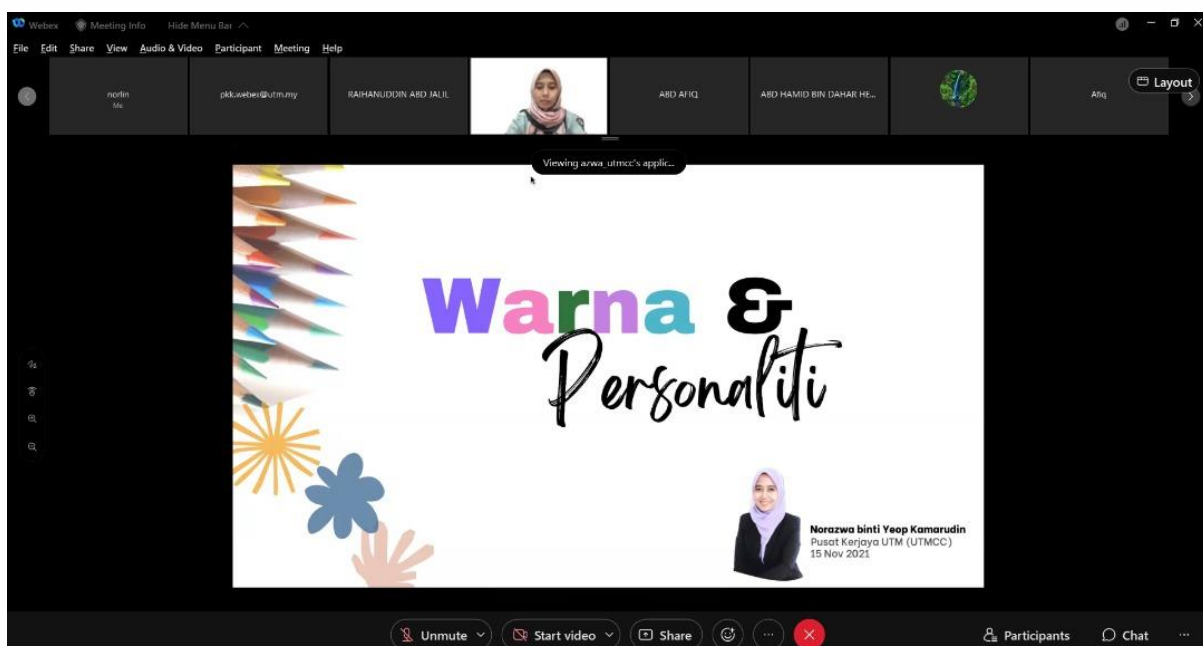 Webex Meeting Info Hide Menu Bar
File Edit Share View Audio & Video Participant Meeting Help
norlin
Me
pkk.webex@utm.my
RAIHANUDDIN ABD JALIL
ABD AFIQ
ABD HAMID BIN DAHAR HE...
Afiq
Layout
Viewing azwa_utmcc's applic...
Warna &
Personaliti
Norazwa binti Yeop Kamarudin
Pusat Kerjaya UTM (UTMCC)
15 Nov 2021
Unmute Start video Share Participants Chat